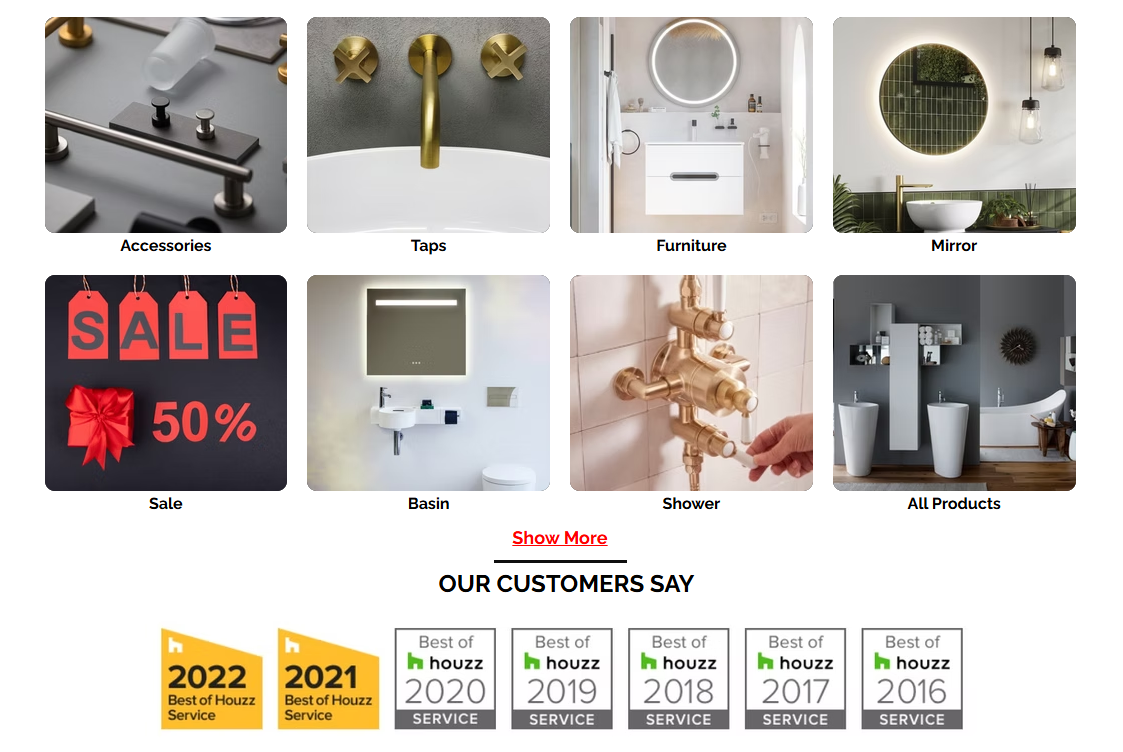 Accessories
Taps
Furniture
Mirror
SALE
50%
Sale
Basin
Shower
All Products
Show More
OUR CUSTOMERS SAY
2022
Best of Houzz
Service
2021
Best of Houzz
Service
Best of
houzz
2020
SERVICE
Best of
houzz
2019
SERVICE
Best of
houzz
2018
SERVICE
Best of
houzz
2017
SERVICE
Best of
houzz
2016
SERVICE